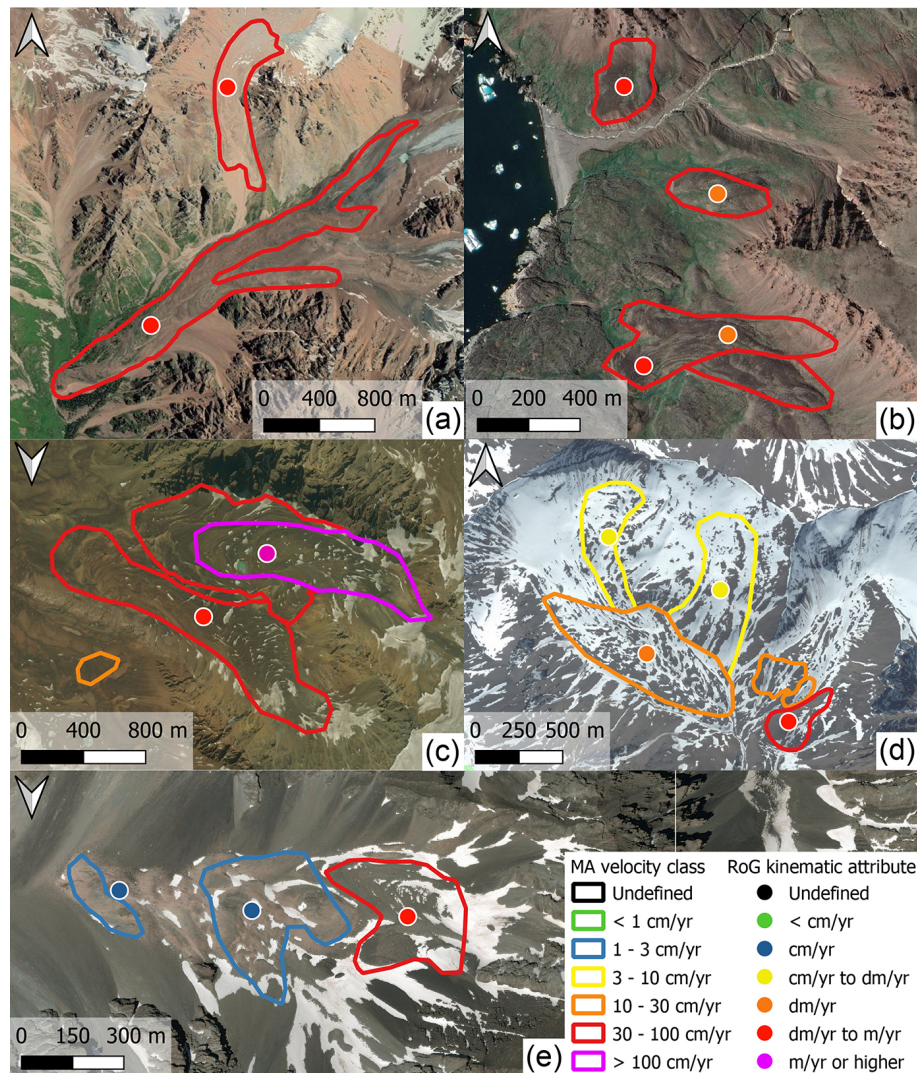 0 400 800 m
(a)
0 200 400 m
(b)
0 400 800 m
(c)
0 250 500 m
(d)
0 150 300 m
(e)
MA velocity class RoG kinematic attribute
Undefined Undefined
< 1 cm/yr < cm/yr
1 - 3 cm/yr cm/yr
3 - 10 cm/yr cm/yr to dm/yr
10 - 30 cm/yr dm/yr
30 - 100 cm/yr dm/yr to m/yr
> 100 cm/yr m/yr or higher